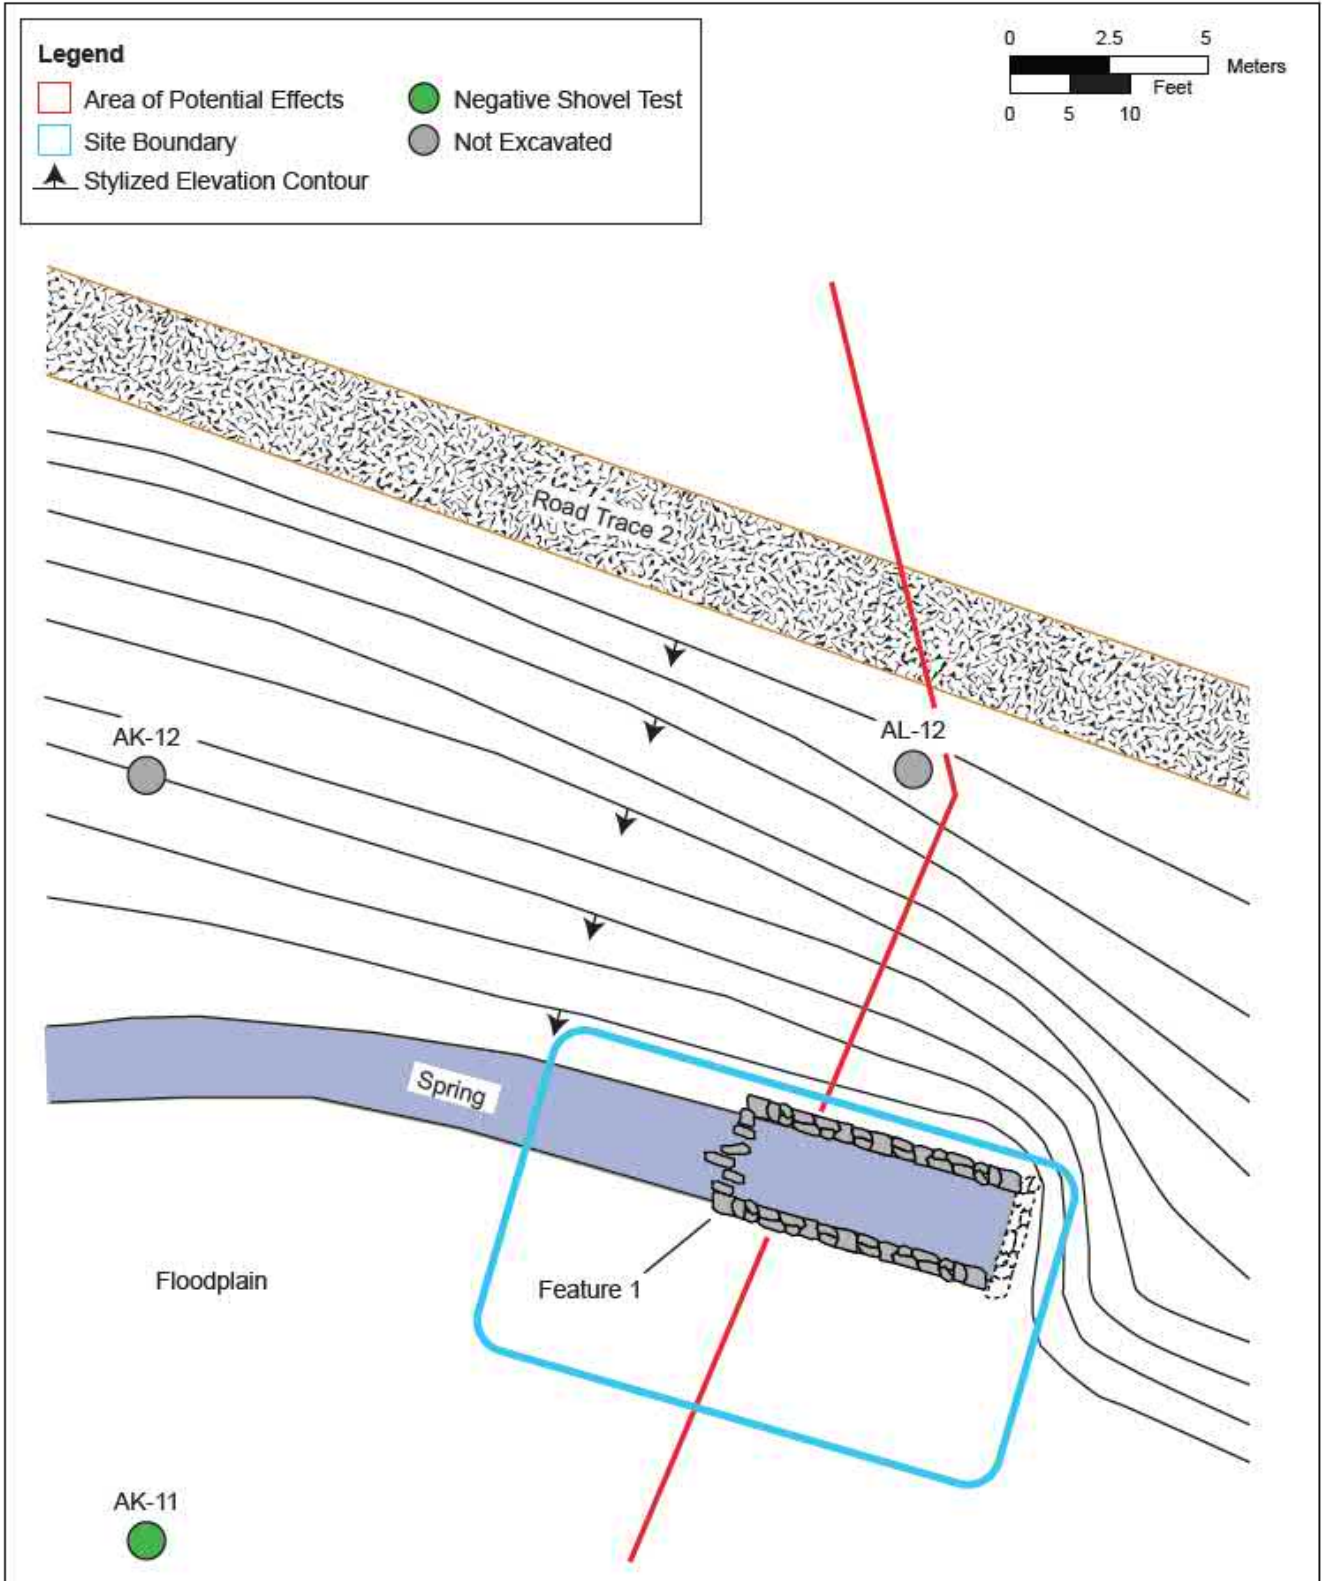 Legend
Area of Potential Effects
Negative Shovel Test
Site Boundary
Not Excavated
Stylized Elevation Contour
0 2.5 5
Meters
Feet
0 5 10
Road Trace 2
AK-12
AL-12
Spring
Feature 1
Floodplain
AK-11